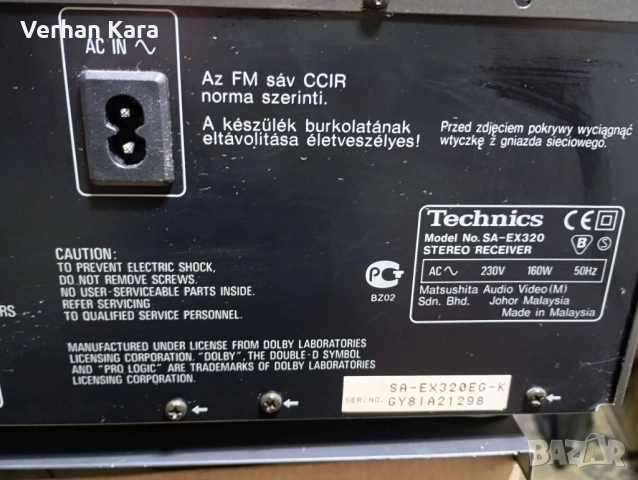 Verhan Kara
AC IN
Az FM sáv CCIR
norma szerinti.
A készülék burkolatának
eltávolitása életveszélyes!
Przed zdjęciem pokrywy wyciągnąć
wtyczkę z gniazda sieciowego.
Technics
Model No. SA-EX320
STEREO RECEIVER
CE
B
S
AC 230V 160W 50Hz
Matsushita Audio Video (M)
Sdn. Bhd. Johor Malaysia
Made in Malaysia
BZ02
CAUTION:
TO PREVENT ELECTRIC SHOCK,
DO NOT REMOVE SCREWS.
NO USER-SERVICEABLE PARTS INSIDE.
REFER SERVICING
TO QUALIFIED SERVICE PERSONNEL.
RS
MANUFACTURED UNDER LICENSE FROM DOLBY LABORATORIES
LICENSING CORPORATION. "DOLBY", THE DOUBLE-D SYMBOL
AND "PRO LOGIC" ARE TRADEMARKS OF DOLBY LABORATORIES
LICENSING CORPORATION.
SA-EX320EG-K
SER.NO. GY8IA21298
BAZAR